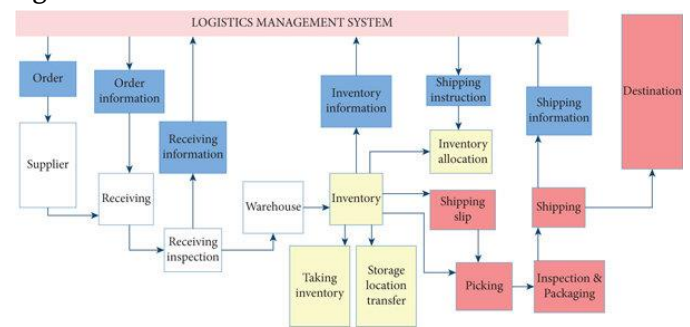 LOGISTICS MANAGEMENT SYSTEM
Order
Order
information
Receiving
information
Inventory
information
Shipping
instruction
Shipping
information
Destination
Supplier
Inventory
allocation
Receiving
Warehouse
Inventory
Shipping
slip
Shipping
Receiving
inspection
Taking
inventory
Storage
location
transfer
Picking
Inspection &
Packaging